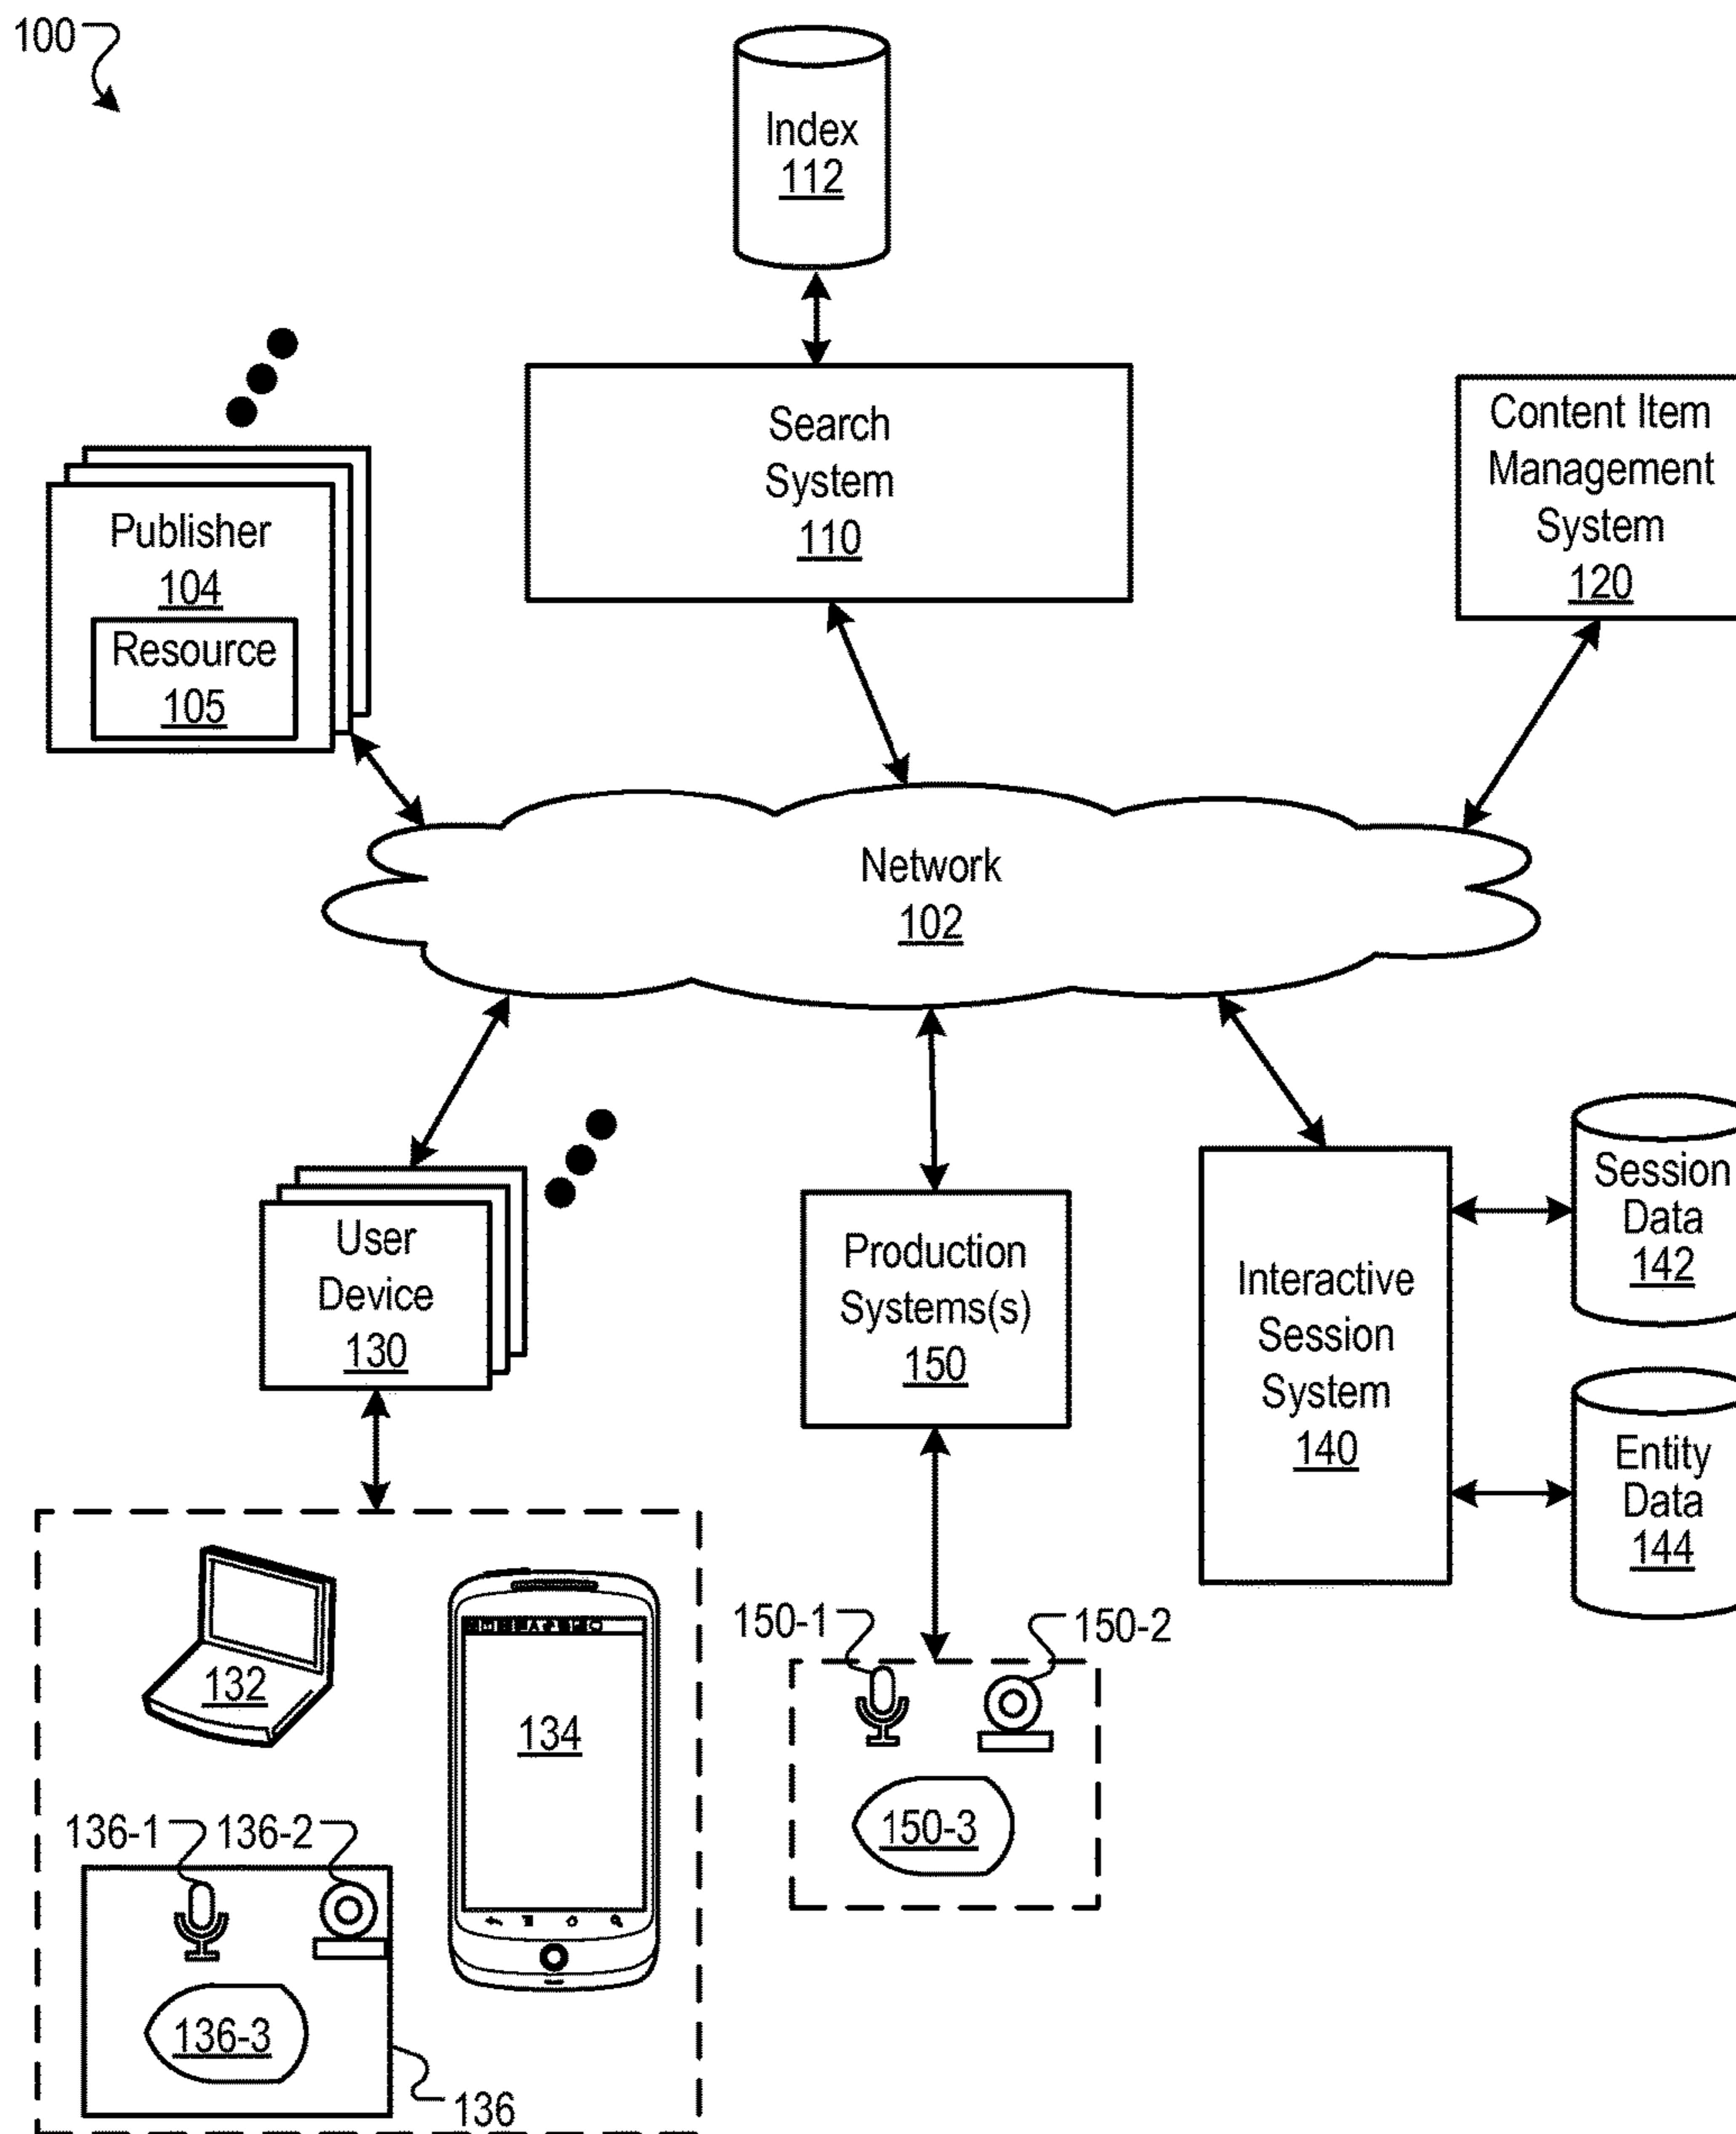 100
Index
112
Search
System
110
Content Item
Management
System
120
Publisher
104
Resource
105
Network
102
User
Device
130
Production
Systems(s)
150
Interactive
Session
System
140
Session
Data
142
Entity
Data
144
132
134
136-1
136-2
136-3
136
150-1
150-2
150-3